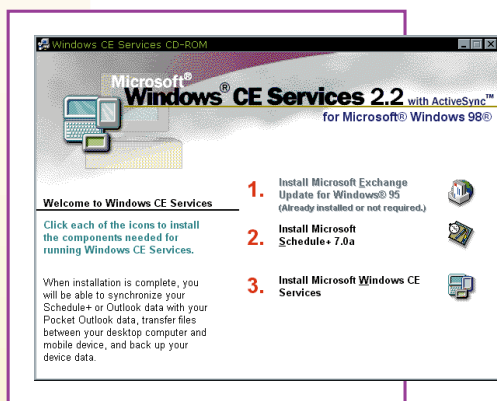 Windows CE Services CD-ROM
Microsoft®
Windows® CE Services 2.2 with ActiveSync™
for Microsoft® Windows 98®
Welcome to Windows CE Services
Click each of the icons to install
the components needed for
running Windows CE Services.
When installation is complete, you
will be able to synchronize your
Schedule+ or Outlook data with your
Pocket Outlook data, transfer files
between your desktop computer and
mobile device, and back up your
device data.
1. Install Microsoft Exchange
Update for Windows® 95
(Already installed or not required.)
2. Install Microsoft
Schedule+ 7.0a
3. Install Microsoft Windows CE
Services